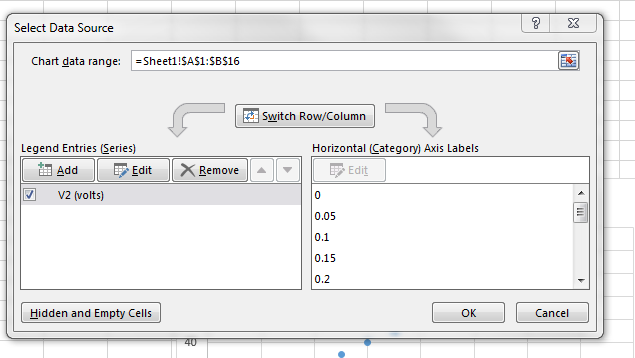 Select Data Source
Chart data range: =Sheet1!$A$1:$B$16
Switch Row/Column
Legend Entries (Series)
Horizontal (Category) Axis Labels
Add Edit Remove
Edit
V2 (volts)
0
0.05
0.1
0.15
0.2
Hidden and Empty Cells
OK Cancel
40